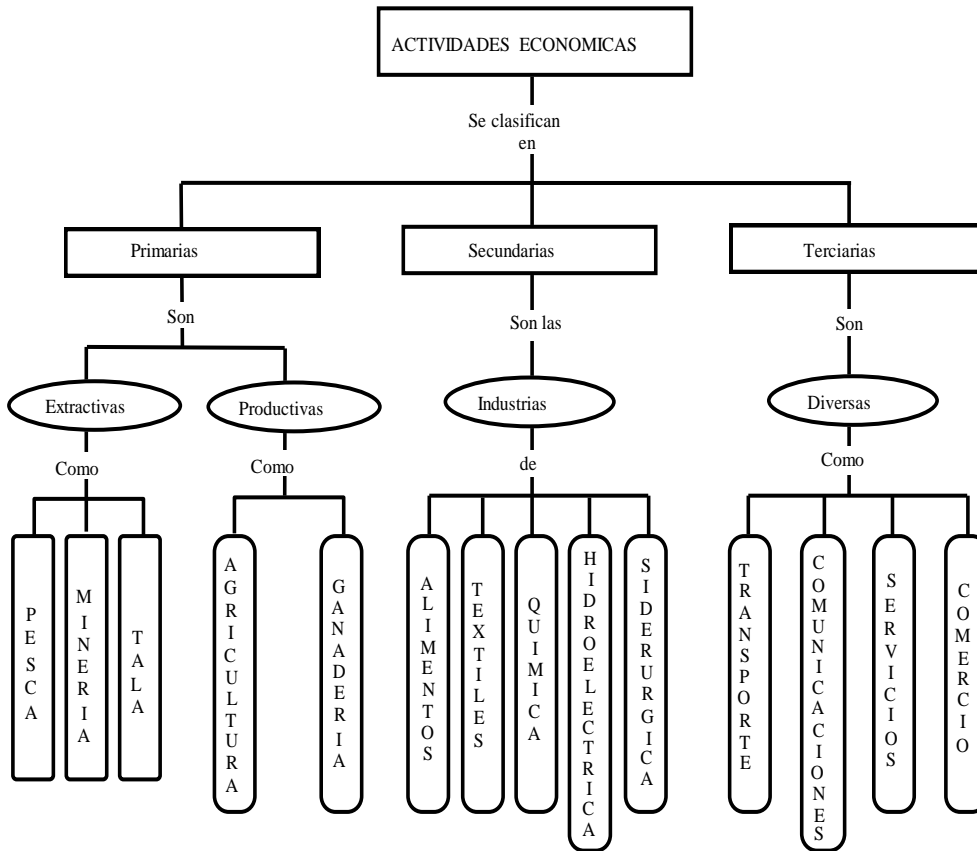 ACTIVIDADES ECONOMICAS
Se clasifican
en
Primarias
Secundarias
Terciarias
Son
Son las
Son
Extractivas
Productivas
Industrias
Diversas
Como
Como
de
Como
PESCA
MINERIA
TALA
AGRICULTURA
GANADERIA
ALIMENTOS
TEXTILES
QUIMICA
HIDROELECTRICA
SIDERURGICA
TRANSPORTE
COMUNICACIONES
SERVICIOS
COMERCIO